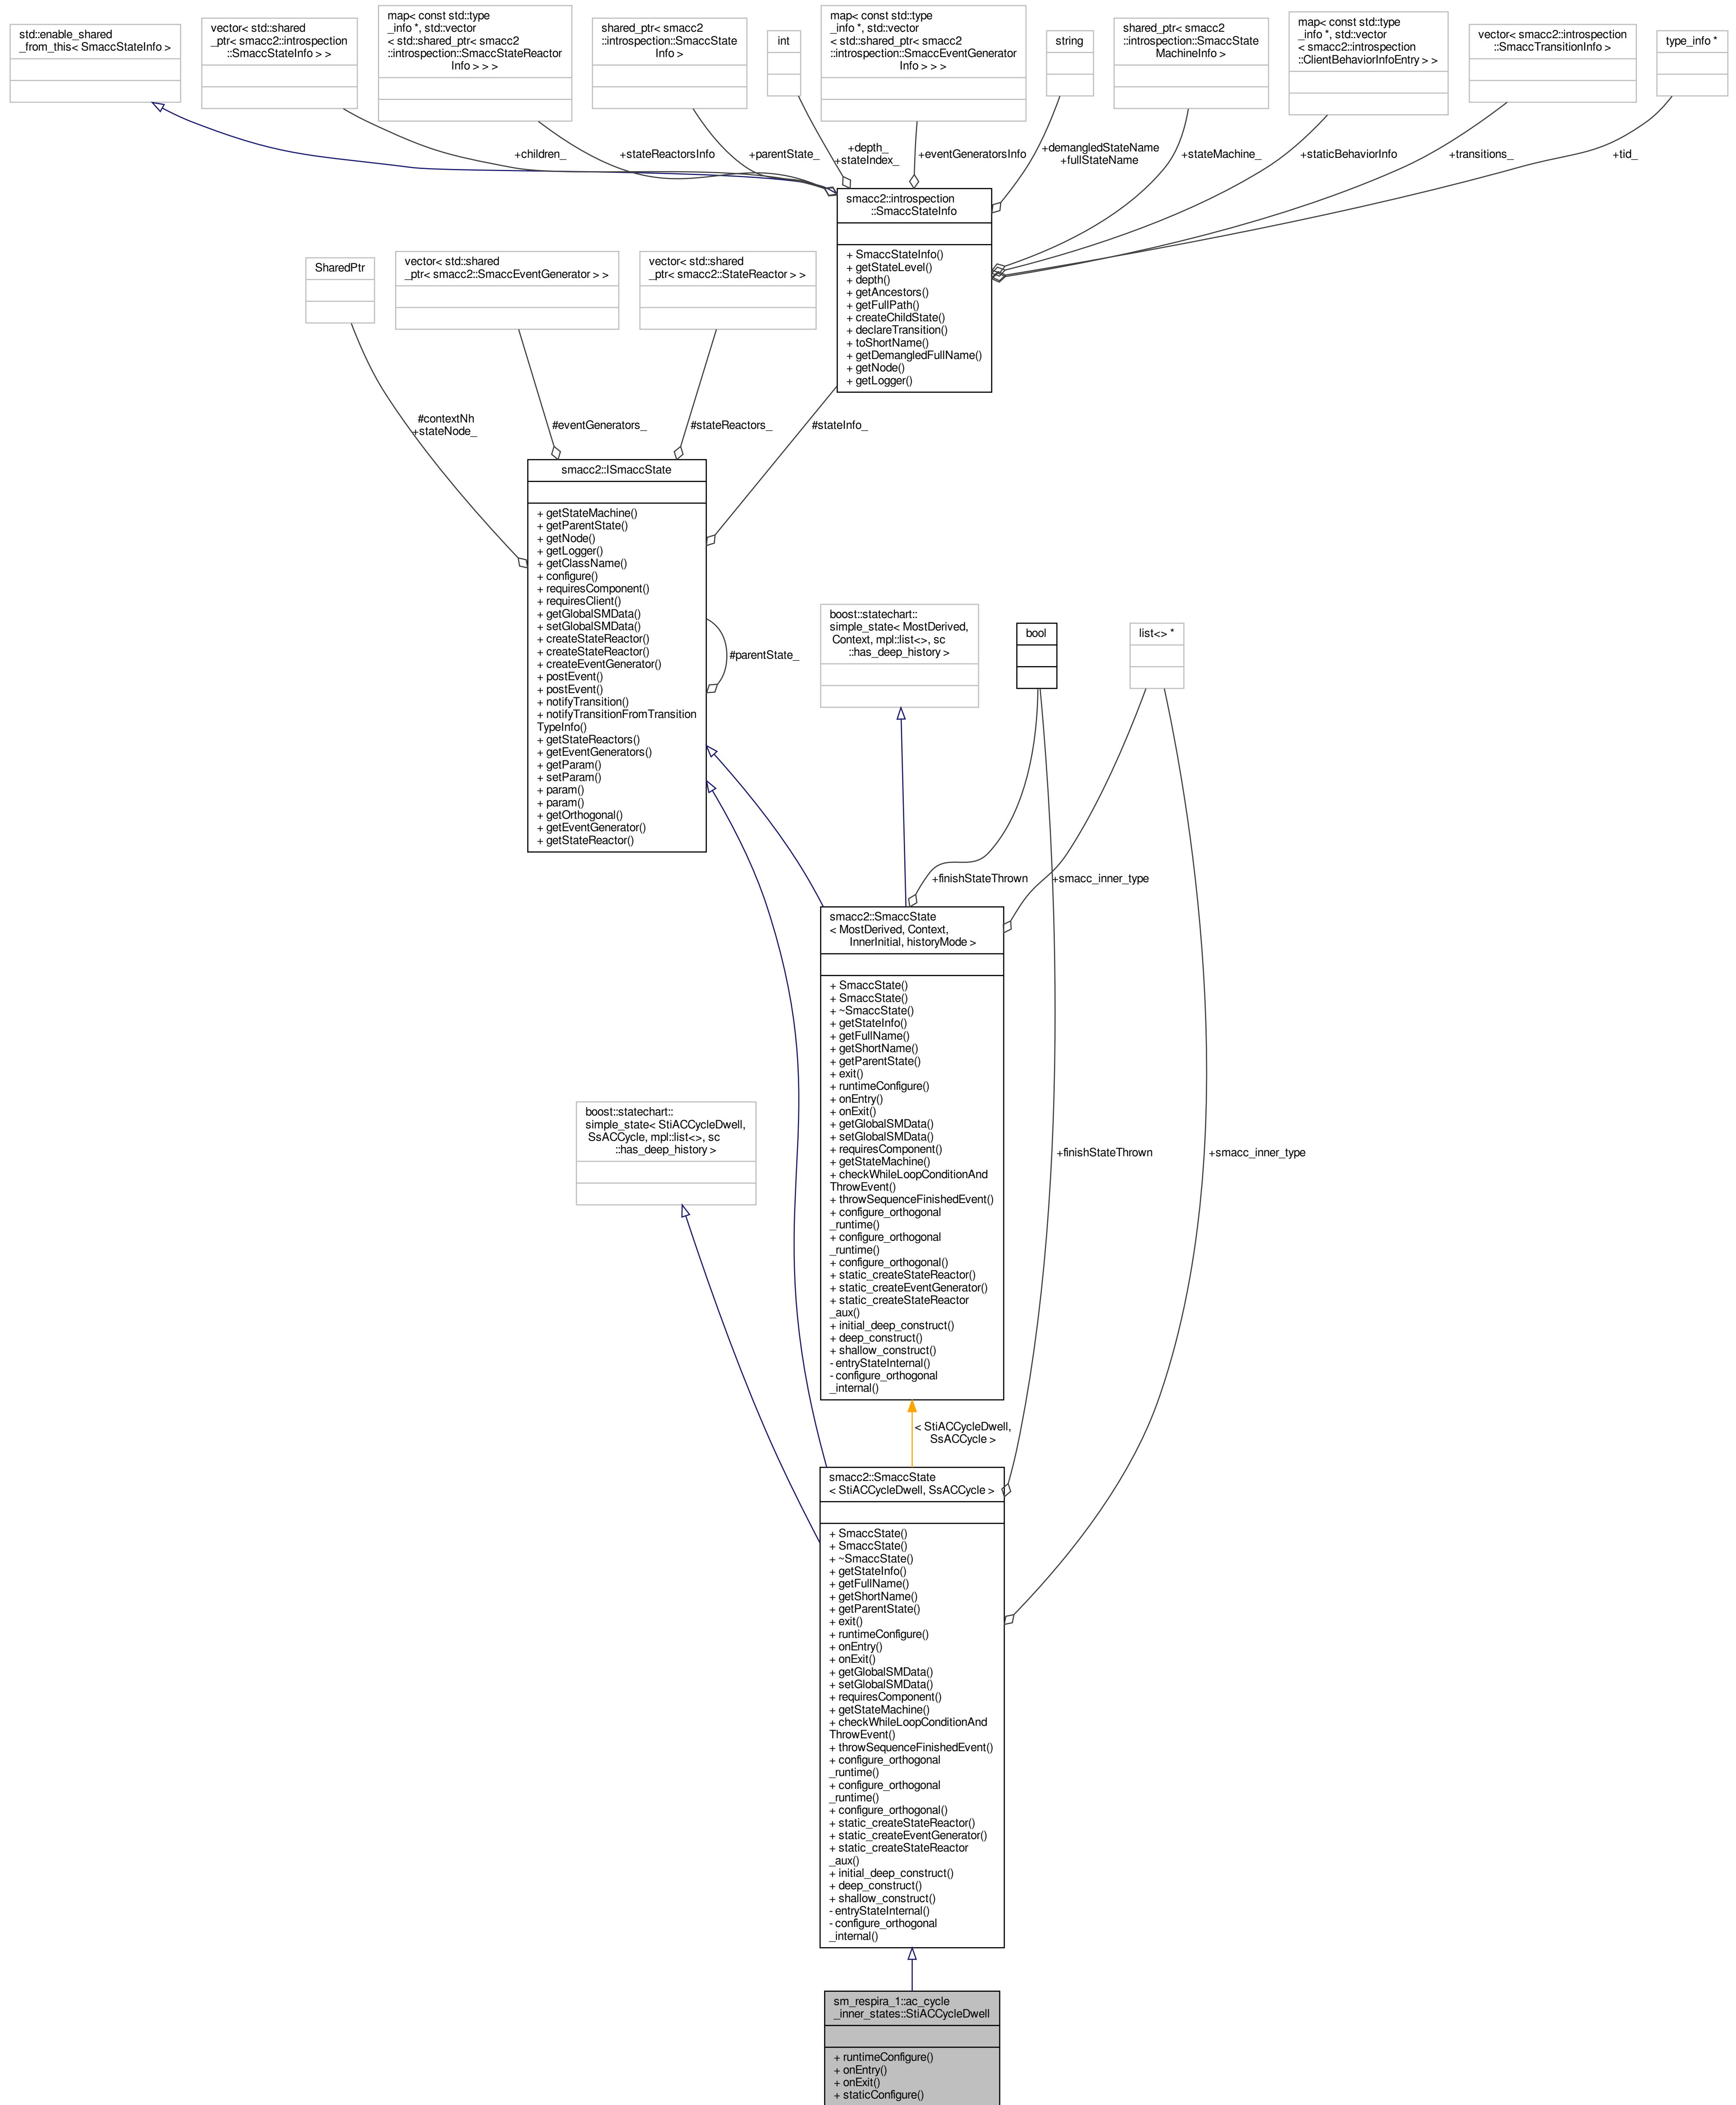 std::enable_shared
_from_this< SmaccStateInfo >
vector< std::shared
_ptr< smacc2::introspection
::SmaccStateInfo > >
map< const std::type
_info *, std::vector
< std::shared_ptr< smacc2
::introspection::SmaccStateReactor
Info > > >
shared_ptr< smacc2
::introspection::SmaccState
Info >
int
map< const std::type
_info *, std::vector
< std::shared_ptr< smacc2
::introspection::SmaccEventGenerator
Info > > >
string
shared_ptr< smacc2
::introspection::SmaccState
MachineInfo >
map< const std::type
_info *, std::vector
< smacc2::introspection
::ClientBehaviorInfoEntry > >
vector< smacc2::introspection
::SmaccTransitionInfo >
type_info *
+children_
+stateReactorsInfo
+parentState_
+depth_
+stateIndex_
+eventGeneratorsInfo
+demangledStateName
+fullStateName
+stateMachine_
+staticBehaviorInfo
+transitions_
+tid_
smacc2::introspection
::SmaccStateInfo
+ SmaccStateInfo()
+ getStateLevel()
+ depth()
+ getAncestors()
+ getFullPath()
+ createChildState()
+ declareTransition()
+ toShortName()
+ getDemangledFullName()
+ getNode()
+ getLogger()
SharedPtr
vector< std::shared
_ptr< smacc2::SmaccEventGenerator > >
vector< std::shared
_ptr< smacc2::StateReactor > >
#contextNh
+stateNode_
#eventGenerators_
#stateReactors_
#stateInfo_
smacc2::ISmaccState
+ getStateMachine()
+ getParentState()
+ getNode()
+ getLogger()
+ getClassName()
+ configure()
+ requiresComponent()
+ requiresClient()
+ getGlobalSMData()
+ setGlobalSMData()
+ createStateReactor()
+ createStateReactor()
+ createEventGenerator()
+ postEvent()
+ postEvent()
+ notifyTransition()
+ notifyTransitionFromTransition
TypeInfo()
+ getStateReactors()
+ getEventGenerators()
+ getParam()
+ setParam()
+ param()
+ param()
+ getOrthogonal()
+ getEventGenerator()
+ getStateReactor()
#parentState_
boost::statechart::
simple_state< MostDerived,
Context, mpl::list<>, sc
::has_deep_history >
bool
list<> *
+finishStateThrown
+smacc_inner_type
smacc2::SmaccState
< MostDerived, Context,
InnerInitial, historyMode >
+ SmaccState()
+ SmaccState()
+ ~SmaccState()
+ getStateInfo()
+ getFullName()
+ getShortName()
+ getParentState()
+ exit()
+ runtimeConfigure()
+ onEntry()
+ onExit()
+ getGlobalSMData()
+ setGlobalSMData()
+ requiresComponent()
+ getStateMachine()
+ checkWhileLoopConditionAnd
ThrowEvent()
+ throwSequenceFinishedEvent()
+ configure_orthogonal
_runtime()
+ configure_orthogonal
_runtime()
+ configure_orthogonal()
+ static_createStateReactor()
+ static_createEventGenerator()
+ static_createStateReactor
_aux()
+ initial_deep_construct()
+ deep_construct()
+ shallow_construct()
- entryStateInternal()
- configure_orthogonal
_internal()
boost::statechart::
simple_state< StiACCycleDwell,
SsACCycle, mpl::list<>, sc
::has_deep_history >
+finishStateThrown
+smacc_inner_type
< StiACCycleDwell,
SsACCycle >
smacc2::SmaccState
< StiACCycleDwell, SsACCycle >
+ SmaccState()
+ SmaccState()
+ ~SmaccState()
+ getStateInfo()
+ getFullName()
+ getShortName()
+ getParentState()
+ exit()
+ runtimeConfigure()
+ onEntry()
+ onExit()
+ getGlobalSMData()
+ setGlobalSMData()
+ requiresComponent()
+ getStateMachine()
+ checkWhileLoopConditionAnd
ThrowEvent()
+ throwSequenceFinishedEvent()
+ configure_orthogonal
_runtime()
+ configure_orthogonal
_runtime()
+ configure_orthogonal()
+ static_createStateReactor()
+ static_createEventGenerator()
+ static_createStateReactor
_aux()
+ initial_deep_construct()
+ deep_construct()
+ shallow_construct()
- entryStateInternal()
- configure_orthogonal
_internal()
sm_respira_1::ac_cycle
_inner_states::StiACCycleDwell
+ runtimeConfigure()
+ onEntry()
+ onExit()
+ staticConfigure()